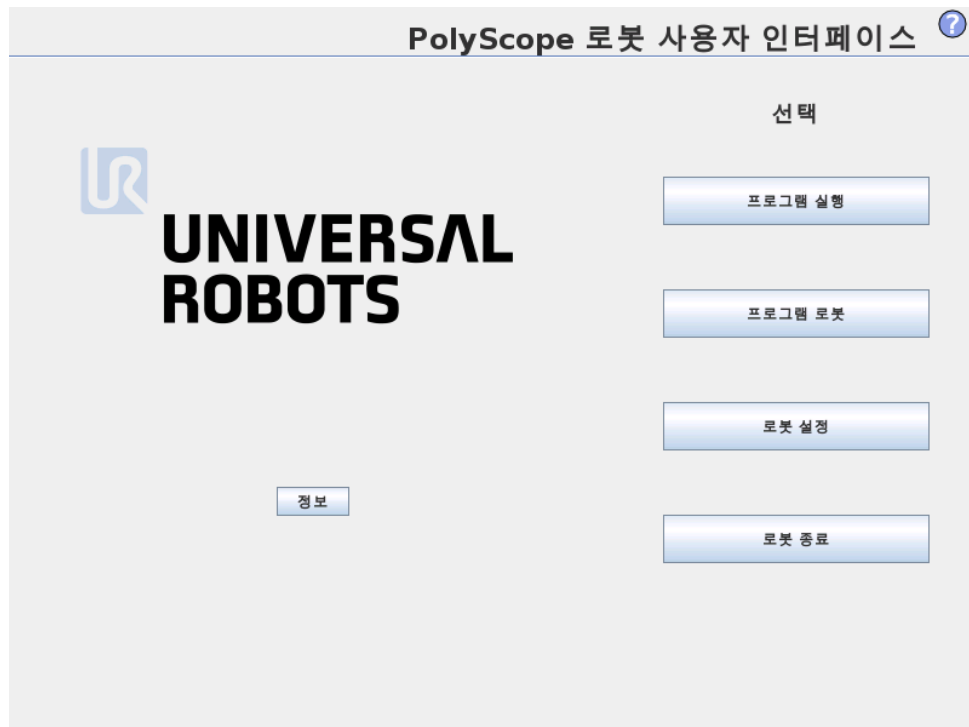 PolyScope 로봇 사용자 인터페이스
?
선택
UR
UNIVERSAL
ROBOTS
프로그램 실행
프로그램 로봇
로봇 설정
정보
로봇 종료